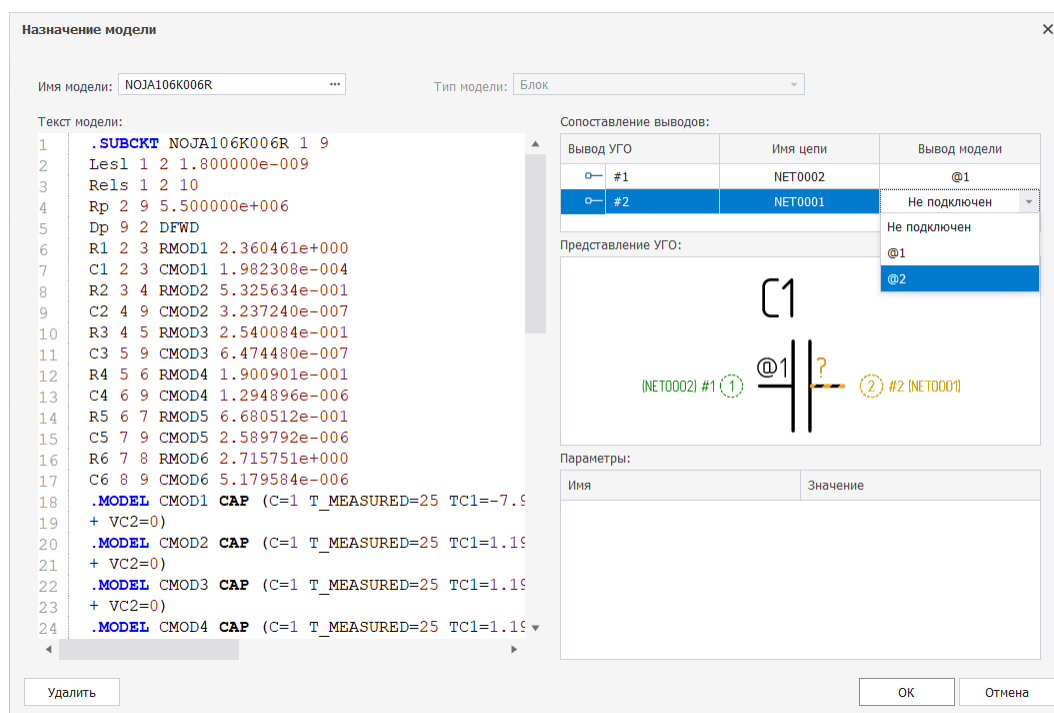 Назначение модели
Имя модели: NOJA106K006R ... Тип модели: Блок
Текст модели:
1 .SUBCKT NOJA106K006R 1 9
2 Lesl 1 2 1.800000e-009
3 Rels 1 2 10
4 Rp 2 9 5.500000e+006
5 Dp 9 2 DFWD
6 R1 2 3 RMOD1 2.360461e+000
7 C1 2 3 CMOD1 1.982308e-004
8 R2 3 4 RMOD2 5.325634e-001
9 C2 4 9 CMOD2 3.237240e-007
10 R3 4 5 RMOD3 2.540084e-001
11 C3 5 9 CMOD3 6.474480e-007
12 R4 5 6 RMOD4 1.900901e-001
13 C4 6 9 CMOD4 1.294896e-006
14 R5 6 7 RMOD5 6.680512e-001
15 C5 7 9 CMOD5 2.589792e-006
16 R6 7 8 RMOD6 2.715751e+000
17 C6 8 9 CMOD6 5.179584e-006
18 .MODEL CMOD1 CAP (C=1 T_MEASURED=25 TC1=-7.9
19 + VC2=0)
20 .MODEL CMOD2 CAP (C=1 T_MEASURED=25 TC1=1.19
21 + VC2=0)
22 .MODEL CMOD3 CAP (C=1 T_MEASURED=25 TC1=1.19
23 + VC2=0)
24 .MODEL CMOD4 CAP (C=1 T_MEASURED=25 TC1=1.19
Сопоставление выводов:
Вывод УГО Имя цепи Вывод модели
#1 NET0002 @1
#2 NET0001 Не подключен
Не подключен
@1
@2
Представление УГО:
C1
@1 ?
(NET0002) #1 1 2 #2 (NET0001)
Параметры:
Имя Значение
Удалить ОК Отмена